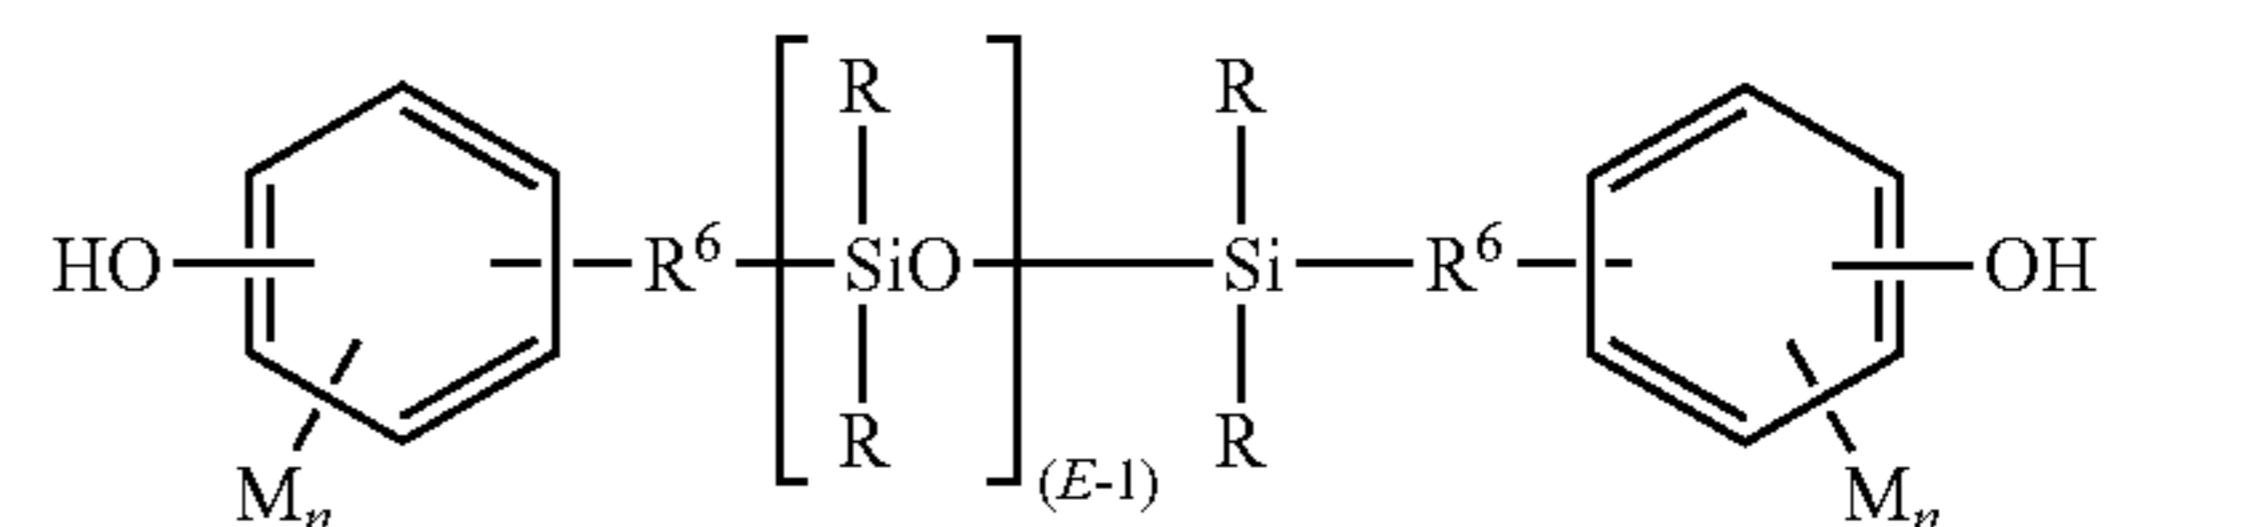 R R
HO R⁶ SiO Si R⁶ OH
R R
(E-1)
Mₙ Mₙ